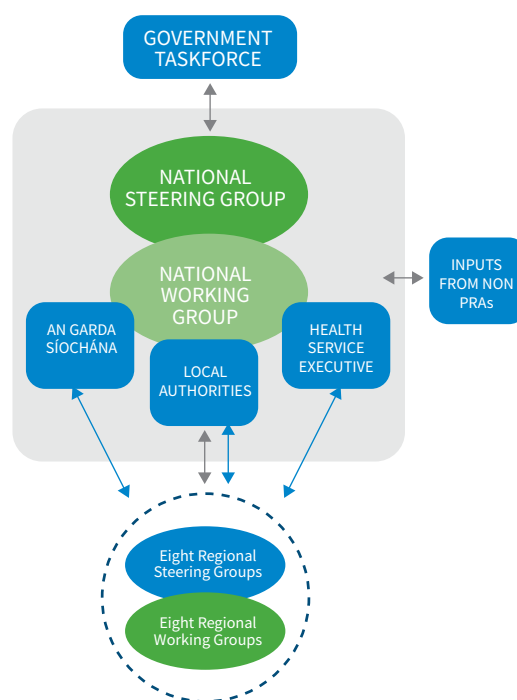 GOVERNMENT
TASKFORCE
NATIONAL
STEERING GROUP
NATIONAL
WORKING
GROUP
INPUTS
FROM NON
PRAs
AN GARDA
SÍOCHÁNA
LOCAL
AUTHORITIES
HEALTH
SERVICE
EXECUTIVE
Eight Regional
Steering Groups
Eight Regional
Working Groups